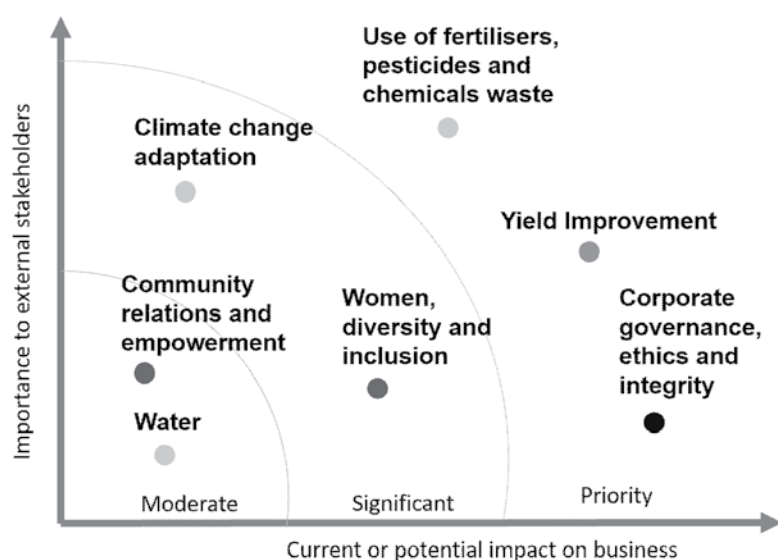 Importance to external stakeholders
Use of fertilisers,
pesticides and
chemicals waste
Climate change
adaptation
Yield Improvement
Community
relations and
empowerment
Women,
diversity and
inclusion
Corporate
governance,
ethics and
integrity
Water
Moderate
Significant
Priority
Current or potential impact on business